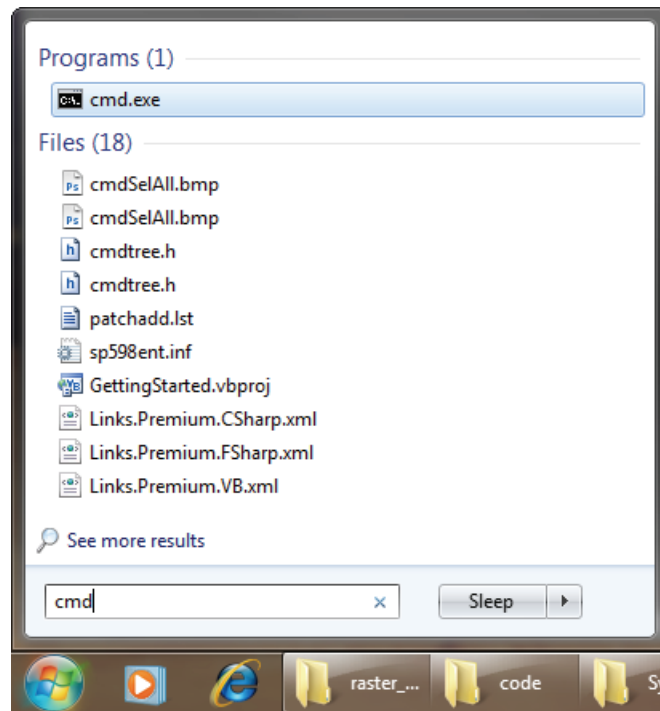 Programs (1)
cmd.exe
Files (18)
cmdSelAll.bmp
cmdSelAll.bmp
cmdtree.h
cmdtree.h
patchadd.lst
sp598ent.inf
GettingStarted.vbproj
Links.Premium.CSharp.xml
Links.Premium.FSharp.xml
Links.Premium.VB.xml
See more results
cmd
Sleep
raster_... code Sy